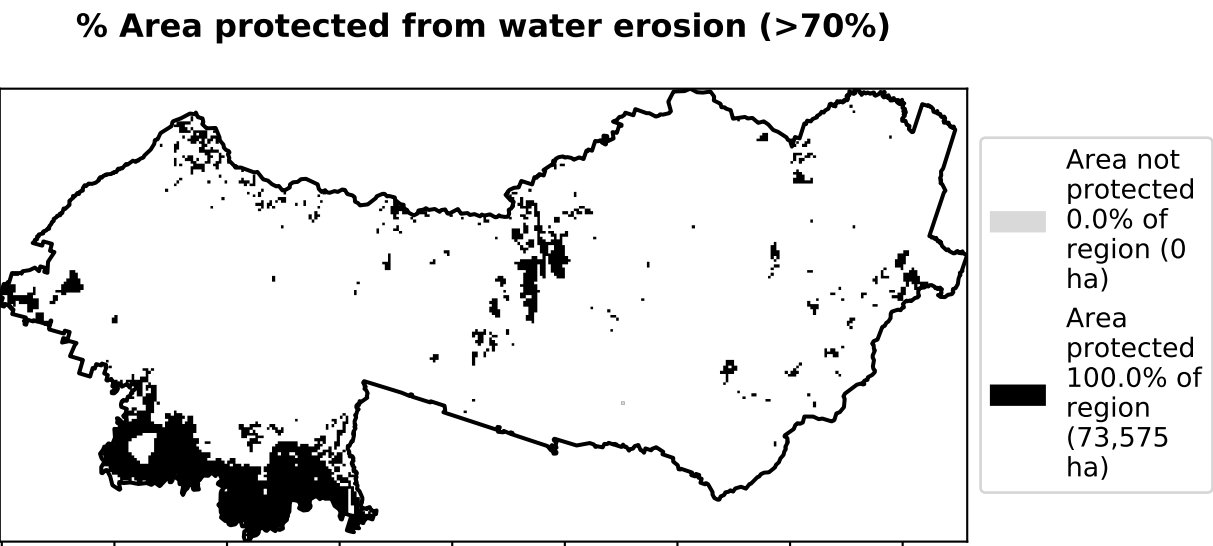 % Area protected from water erosion (>70%)
Area not
protected
0.0% of
region (0
ha)
Area
protected
100.0% of
region
(73,575
ha)